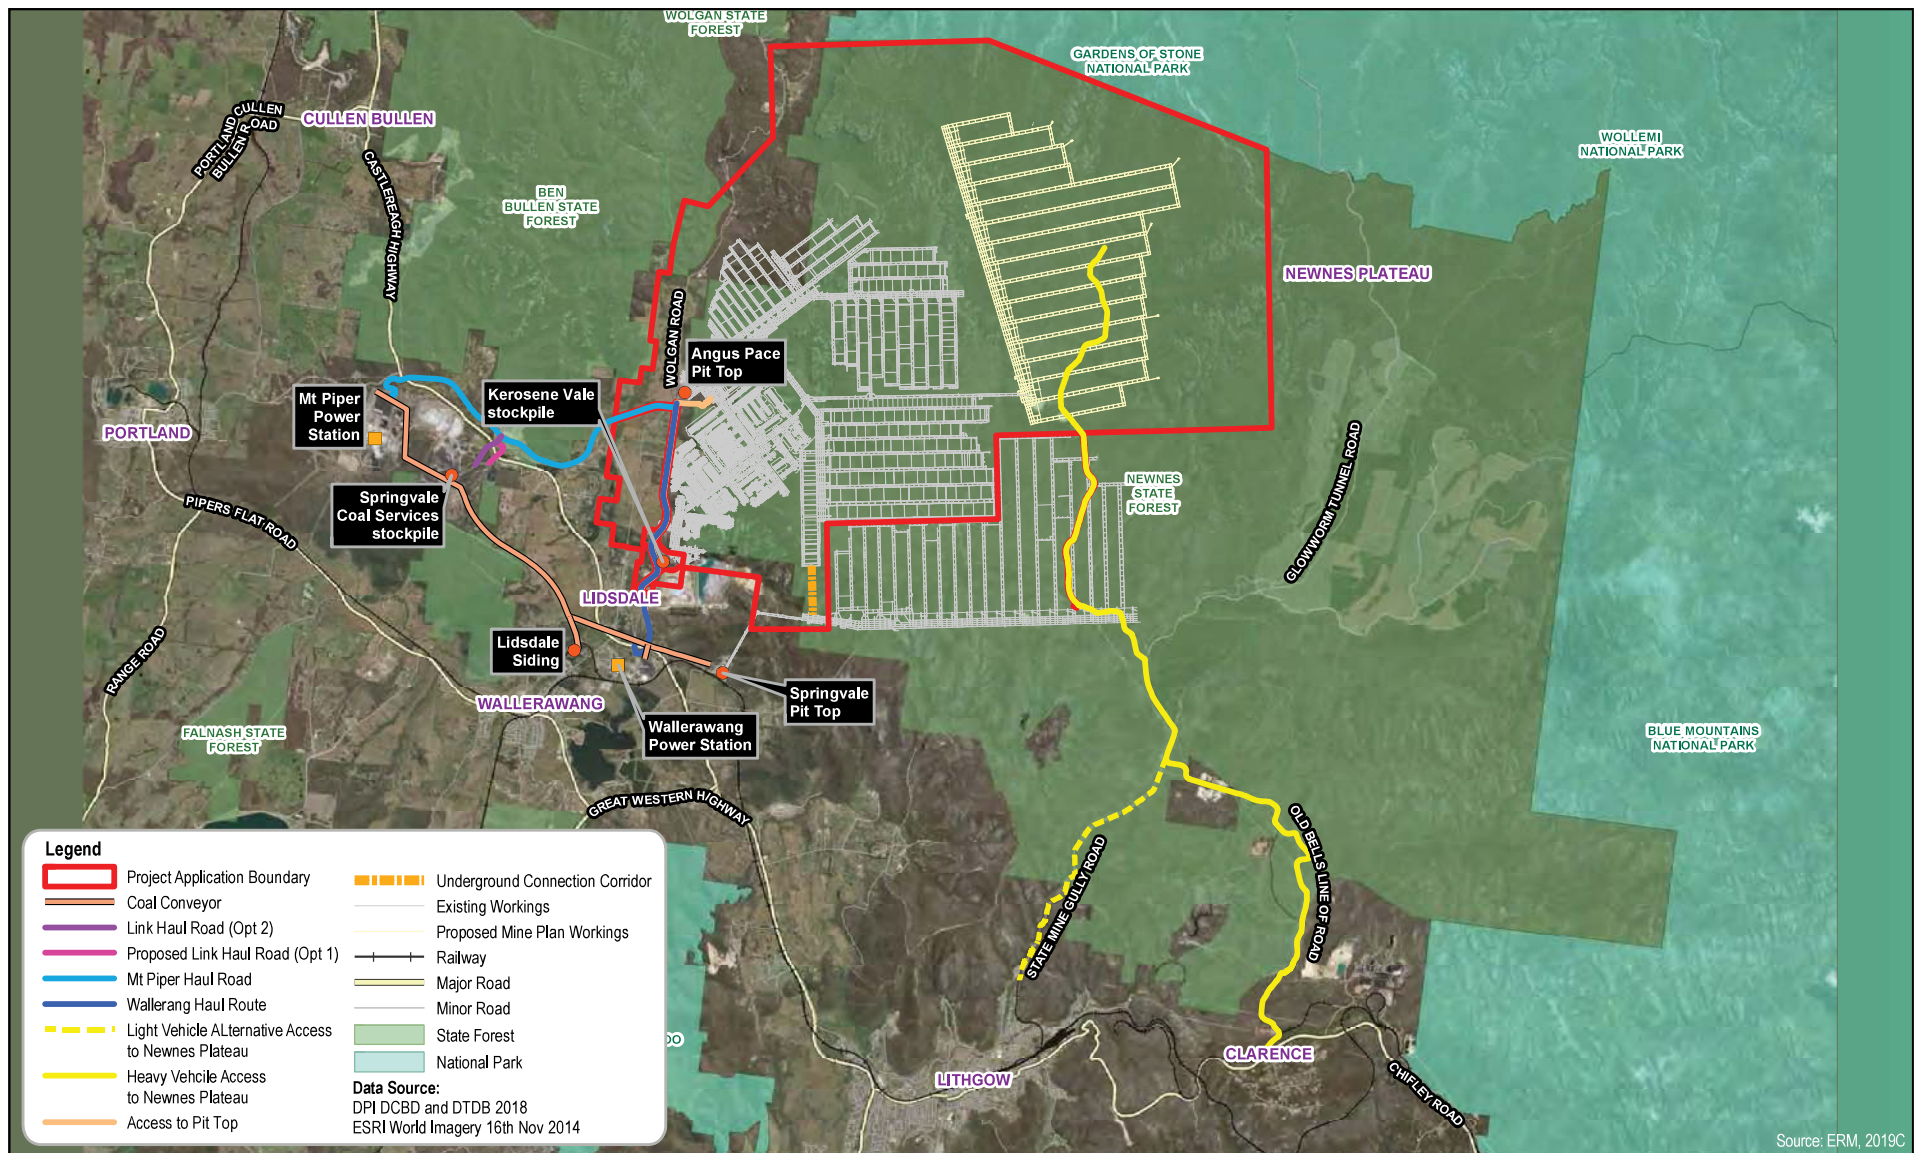 WOLGAN STATE
FOREST
GARDENS OF STONE
NATIONAL PARK
WOLLEMI
NATIONAL PARK
PORTLAND CULLEN
BULLEN ROAD
CULLEN BULLEN
CASTLEREAGH HIGHWAY
BEN
BULLEN STATE
FOREST
NEWNES PLATEAU
WOLGAN ROAD
Angus Pace
Pit Top
Kerosene Vale
stockpile
Mt Piper
Power
Station
PORTLAND
Springvale
Coal Services
stockpile
PIPERS FLAT ROAD
NEWNES
STATE
FOREST
GLOWWORM TUNNEL ROAD
LIDSDALE
Lidsdale
Siding
RANGE ROAD
WALLERAWANG
Springvale
Pit Top
Wallerawang
Power Station
FALNASH STATE
FOREST
BLUE MOUNTAINS
NATIONAL PARK
GREAT WESTERN HIGHWAY
STATE MINE GULLY ROAD
OLD BELLS LINE OF ROAD
CLARENCE
LITHGOW
CHIFLEY ROAD
DO
Legend
Project Application Boundary
Coal Conveyor
Link Haul Road (Opt 2)
Proposed Link Haul Road (Opt 1)
Mt Piper Haul Road
Wallerang Haul Route
Light Vehicle ALternative Access
to Newnes Plateau
Heavy Vehcile Access
to Newnes Plateau
Access to Pit Top
Underground Connection Corridor
Existing Workings
Proposed Mine Plan Workings
Railway
Major Road
Minor Road
State Forest
National Park
Data Source:
DPI DCBD and DTDB 2018
ESRI World Imagery 16th Nov 2014
Source: ERM, 2019C